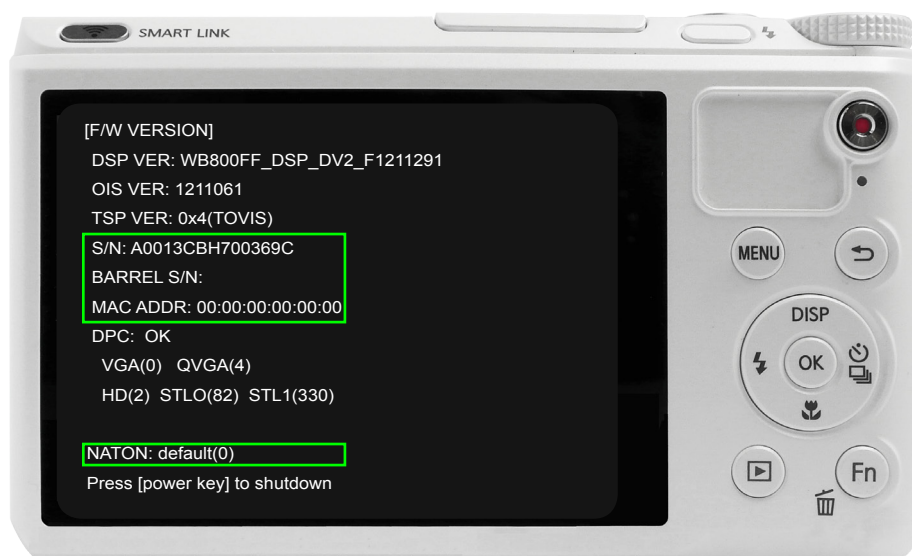 SMART LINK
[F/W VERSION]
DSP VER: WB800FF_DSP_DV2_F1211291
OIS VER: 1211061
TSP VER: 0x4(TOVIS)
S/N: A0013CBH700369C
BARREL S/N:
MAC ADDR: 00:00:00:00:00:00
DPC: OK
VGA(0) QVGA(4)
HD(2) STLO(82) STL1(330)
NATON: default(0)
Press [power key] to shutdown
MENU
DISP
OK
Fn